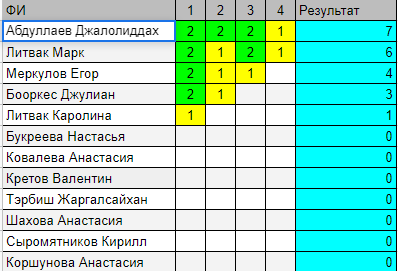 ФИ 1 2 3 4 Результат
Абдуллаев Джалолиддах 2 2 2 1 7
Литвак Марк 2 1 2 1 6
Меркулов Егор 2 1 1 4
Бооркес Джулиан 2 1 3
Литвак Каролина 1 1
Букреева Настасья 0
Ковалева Анастасия 0
Кретов Валентин 0
Тэрбиш Жаргалсайхан 0
Шахова Анастасия 0
Сыромятников Кирилл 0
Коршунова Анастасия 0